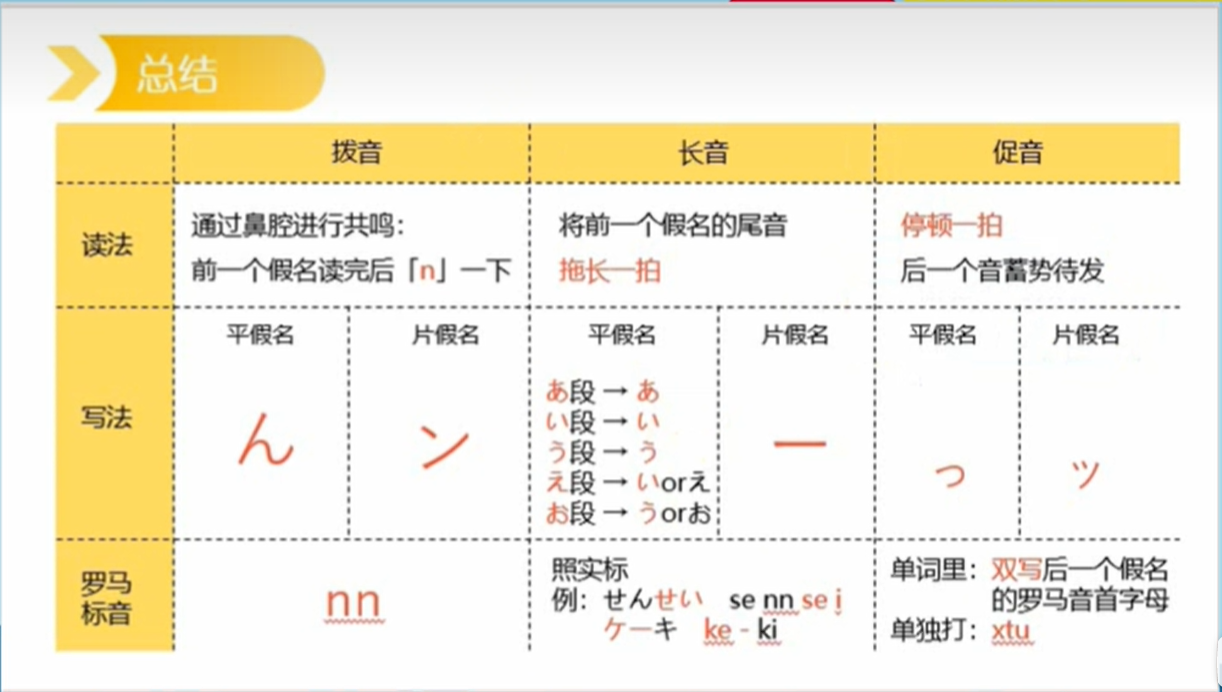 总结
拨音 长音 促音
读法
通过鼻腔进行共鸣：
前一个假名读完后「n」一下
将前一个假名的尾音
拖长一拍
停顿一拍
后一个音蓄势待发
写法
平假名 片假名 平假名 片假名 平假名 片假名
ん ン
あ段 → あ
い段 → い
う段 → う
え段 → いorえ
お段 → うorお
ー
っ ッ
罗马
标音
nn
照实标
例：せんせい se nn se i
ケーキ ke - ki
单词里：双写后一个假名
的罗马音首字母
单独打：xtu